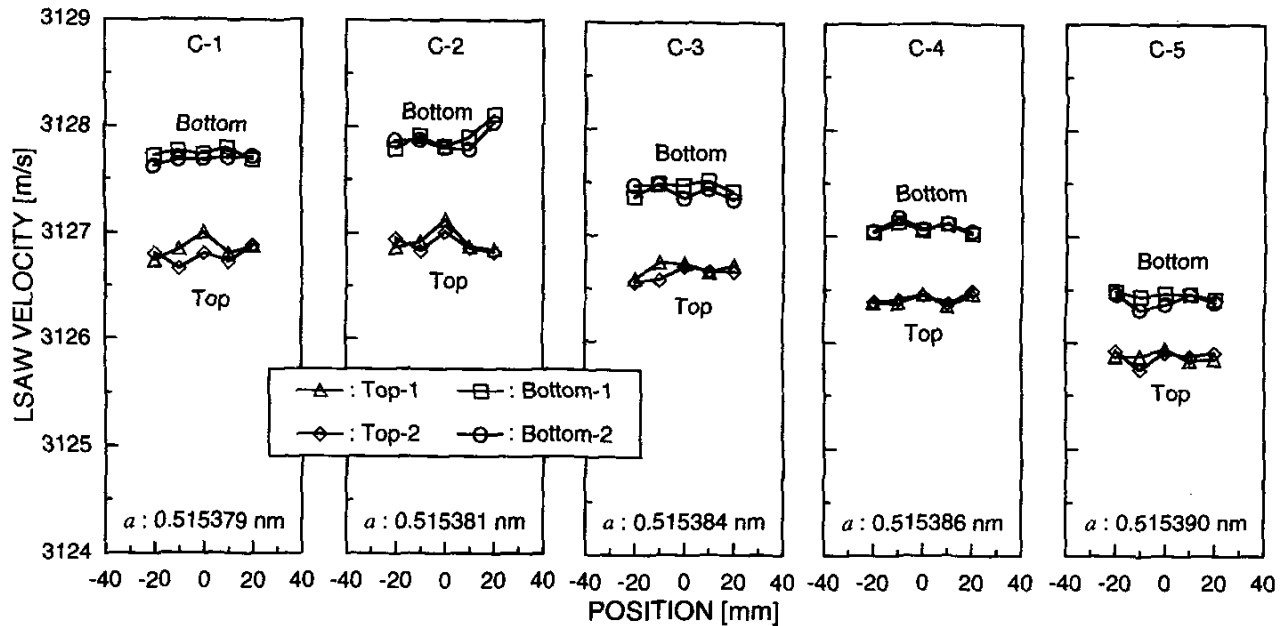 3129
3128
3127
3126
3125
3124
LSAW VELOCITY [m/s]
C-1
Bottom
Top
a : 0.515379 nm
C-2
Bottom
Top
a : 0.515381 nm
C-3
Bottom
Top
a : 0.515384 nm
C-4
Bottom
Top
a : 0.515386 nm
C-5
Bottom
Top
a : 0.515390 nm
: Top-1 : Bottom-1
: Top-2 : Bottom-2
-40 -20 0 20 40
-40 -20 0 20 40
-40 -20 0 20 40
-40 -20 0 20 40
-40 -20 0 20 40
POSITION [mm]